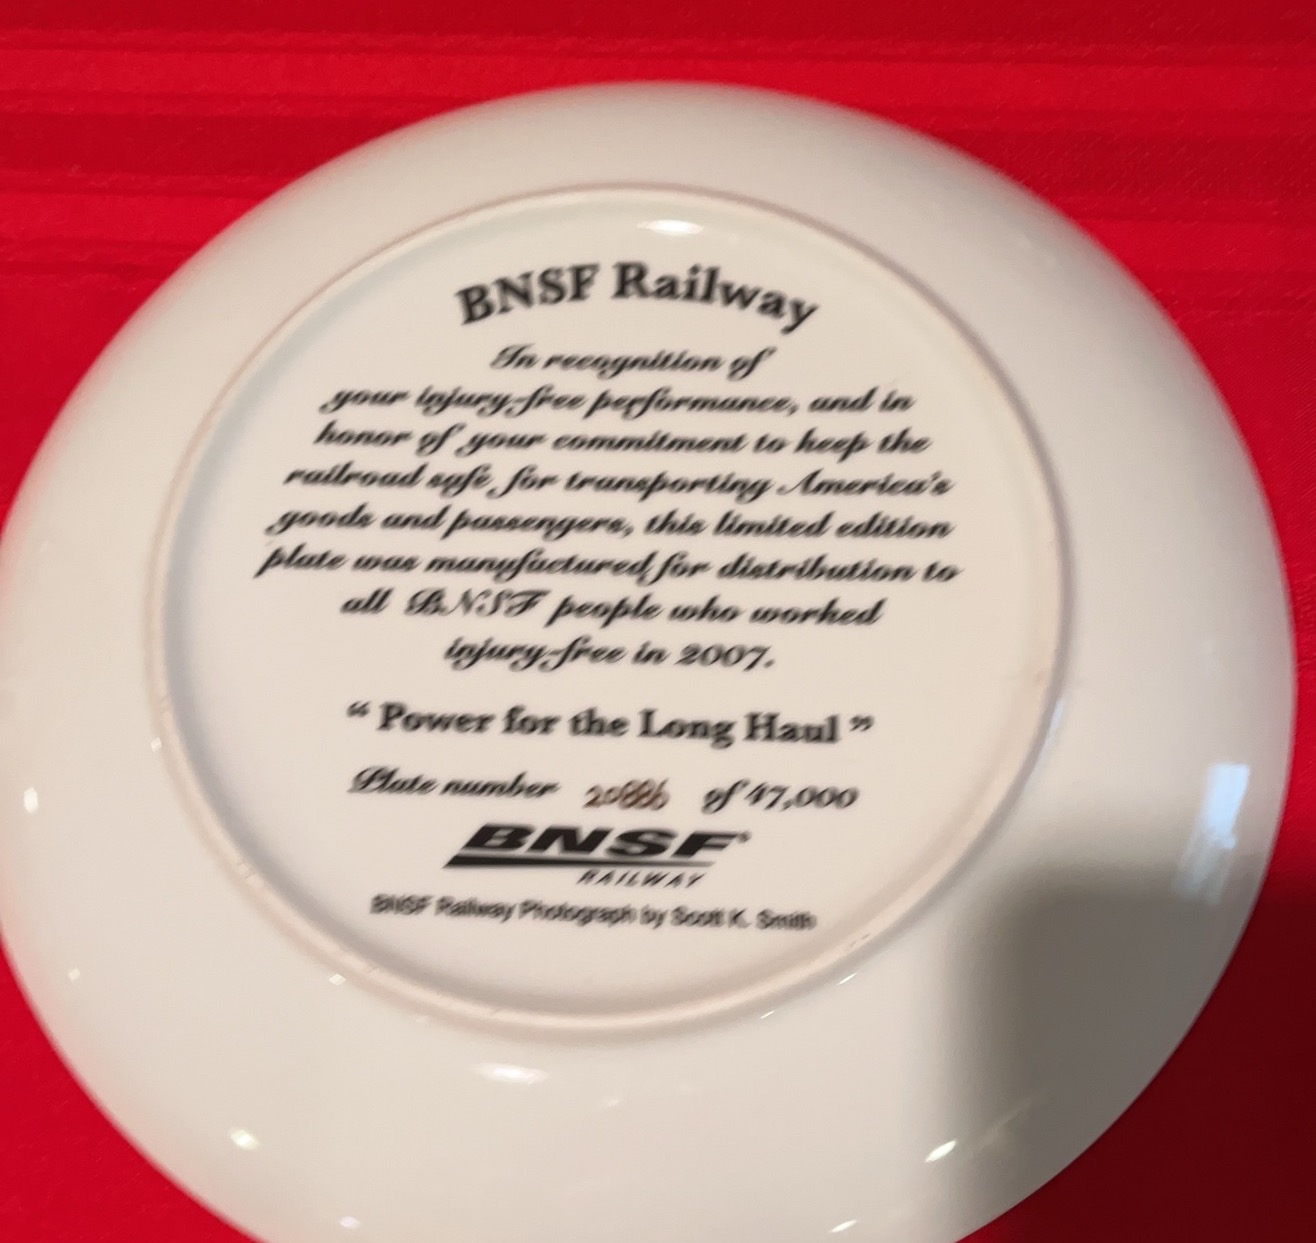 BNSF Railway
In recognition of
your injury-free performance, and in
honor of your commitment to keep the
railroad safe for transporting America's
goods and passengers, this limited edition
plate was manufactured for distribution to
all BNSF people who worked
injury-free in 2007.
“ Power for the Long Haul ”
Plate number of 47,000
BNSF®
RAILWAY
BNSF Railway Photograph by Scott K. Smith